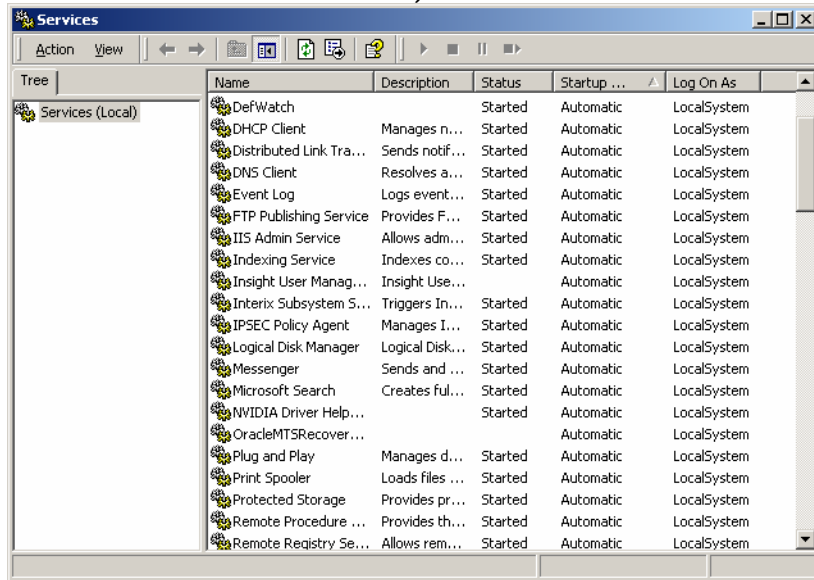 Services
Action View
Tree
Services (Local)
Name Description Status Startup ... Log On As
DefWatch Started Automatic LocalSystem
DHCP Client Manages n... Started Automatic LocalSystem
Distributed Link Tra... Sends notif... Started Automatic LocalSystem
DNS Client Resolves a... Started Automatic LocalSystem
Event Log Logs event... Started Automatic LocalSystem
FTP Publishing Service Provides F... Started Automatic LocalSystem
IIS Admin Service Allows adm... Started Automatic LocalSystem
Indexing Service Indexes co... Started Automatic LocalSystem
Insight User Manag... Insight Use... Automatic LocalSystem
Interix Subsystem S... Triggers In... Started Automatic LocalSystem
IPSEC Policy Agent Manages I... Started Automatic LocalSystem
Logical Disk Manager Logical Disk... Started Automatic LocalSystem
Messenger Sends and ... Started Automatic LocalSystem
Microsoft Search Creates ful... Started Automatic LocalSystem
NVIDIA Driver Help... Started Automatic LocalSystem
OracleMTSRecover... Automatic LocalSystem
Plug and Play Manages d... Started Automatic LocalSystem
Print Spooler Loads files ... Started Automatic LocalSystem
Protected Storage Provides pr... Started Automatic LocalSystem
Remote Procedure ... Provides th... Started Automatic LocalSystem
Remote Registry Se... Allows rem... Started Automatic LocalSystem